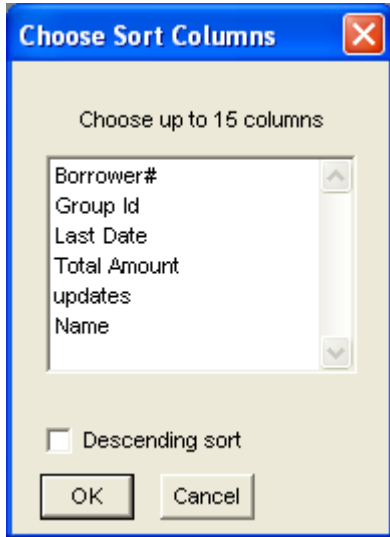 Choose Sort Columns
Choose up to 15 columns
Borrower#
Group Id
Last Date
Total Amount
updates
Name
Descending sort
OK Cancel